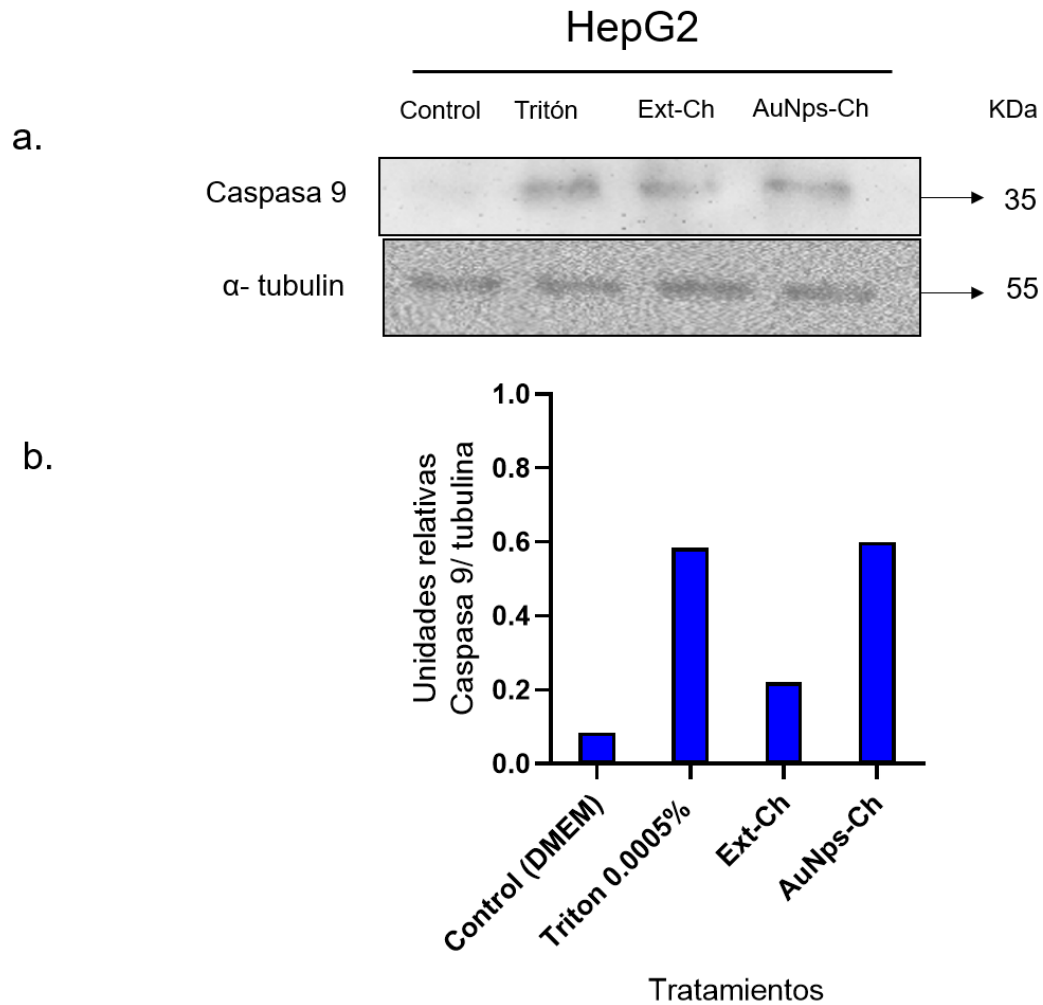 HepG2
Control Tritón Ext-Ch AuNps-Ch KDa
a.
Caspasa 9 35
α- tubulin 55
b.
Unidades relativas
Caspasa 9/ tubulina
1.0
0.8
0.6
0.4
0.2
0.0
Control (DMEM)
Triton 0.0005%
Ext-Ch
AuNps-Ch
Tratamientos